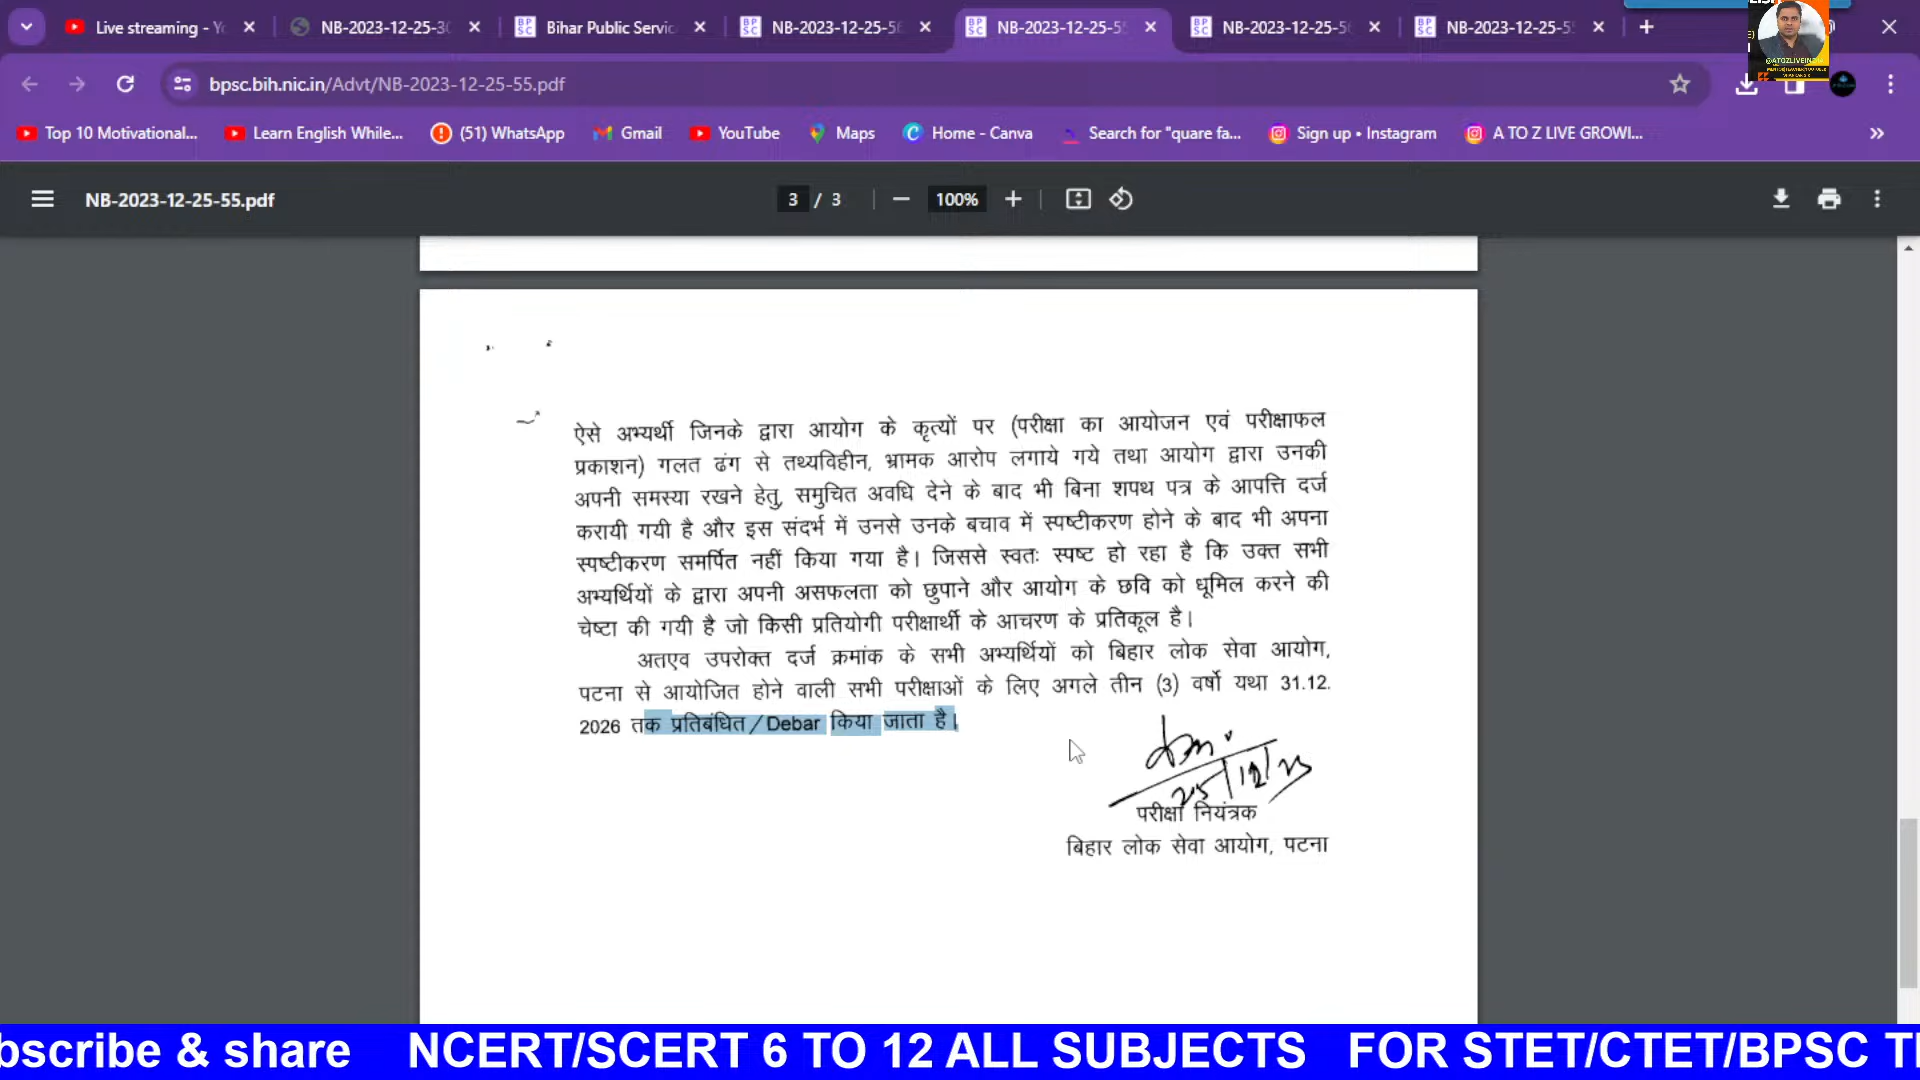 Live streaming - Yo
NB-2023-12-25-30
Bihar Public Servic
NB-2023-12-25-56
NB-2023-12-25-55
NB-2023-12-25-5
NB-2023-12-25-5
bpsc.bih.nic.in/Advt/NB-2023-12-25-55.pdf
@ATOZLIVEINDIA
Top 10 Motivational...
Learn English While...
(51) WhatsApp
Gmail
YouTube
Maps
Home - Canva
Search for "quare fa...
Sign up • Instagram
A TO Z LIVE GROWI...
NB-2023-12-25-55.pdf
3 / 3
100%
ऐसे अभ्यर्थी जिनके द्वारा आयोग के कृत्यों पर (परीक्षा का आयोजन एवं परीक्षाफल
प्रकाशन) गलत ढंग से तथ्यविहीन, भ्रामक आरोप लगाये गये तथा आयोग द्वारा उनकी
अपनी समस्या रखने हेतु, समुचित अवधि देने के बाद भी बिना शपथ पत्र के आपत्ति दर्ज
करायी गयी है और इस संदर्भ में उनसे उनके बचाव में स्पष्टीकरण होने के बाद भी अपना
स्पष्टीकरण समर्पित नहीं किया गया है। जिससे स्वतः स्पष्ट हो रहा है कि उक्त सभी
अभ्यर्थियों के द्वारा अपनी असफलता को छुपाने और आयोग के छवि को धूमिल करने की
चेष्टा की गयी है जो किसी प्रतियोगी परीक्षार्थी के आचरण के प्रतिकूल है।
अतएव उपरोक्त दर्ज क्रमांक के सभी अभ्यर्थियों को बिहार लोक सेवा आयोग,
पटना से आयोजित होने वाली सभी परीक्षाओं के लिए अगले तीन (3) वर्षो यथा 31.12.
2026 तक प्रतिबंधित/Debar किया जाता है।
25/12/23
परीक्षा नियंत्रक
बिहार लोक सेवा आयोग, पटना
bscribe & share NCERT/SCERT 6 TO 12 ALL SUBJECTS FOR STET/CTET/BPSC T